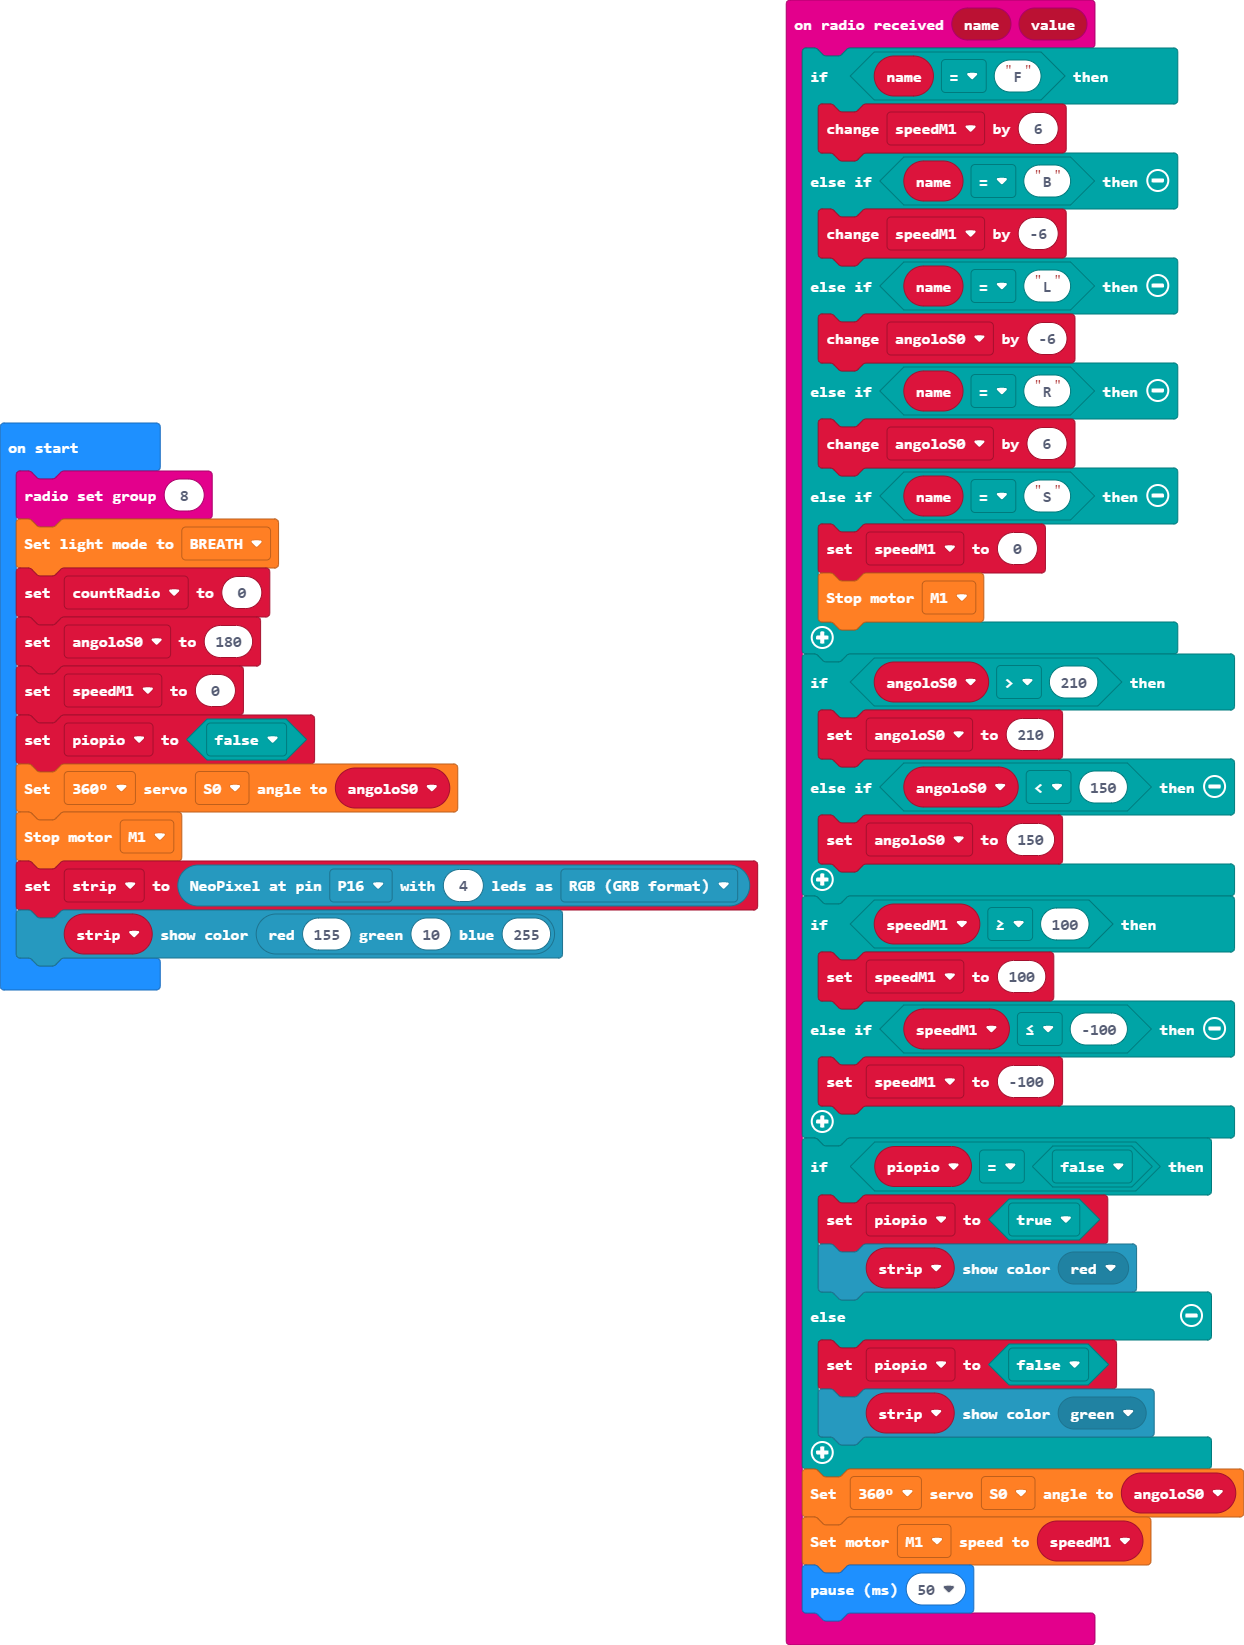 on start
radio set group 8
Set light mode to BREATH
set countRadio to 0
set angoloS0 to 180
set speedM1 to 0
set piopio to false
Set 360º servo S0 angle to angoloS0
Stop motor M1
set strip to NeoPixel at pin P16 with 4 leds as RGB (GRB format)
strip show color red 155 green 10 blue 255
on radio received name value
if name = "F" then
change speedM1 by 6
else if name = "B" then
change speedM1 by -6
else if name = "L" then
change angoloS0 by -6
else if name = "R" then
change angoloS0 by 6
else if name = "S" then
set speedM1 to 0
Stop motor M1
if angoloS0 > 210 then
set angoloS0 to 210
else if angoloS0 < 150 then
set angoloS0 to 150
if speedM1 ≥ 100 then
set speedM1 to 100
else if speedM1 ≤ -100 then
set speedM1 to -100
if piopio = false then
set piopio to true
strip show color red
else
set piopio to false
strip show color green
Set 360º servo S0 angle to angoloS0
Set motor M1 speed to speedM1
pause (ms) 50